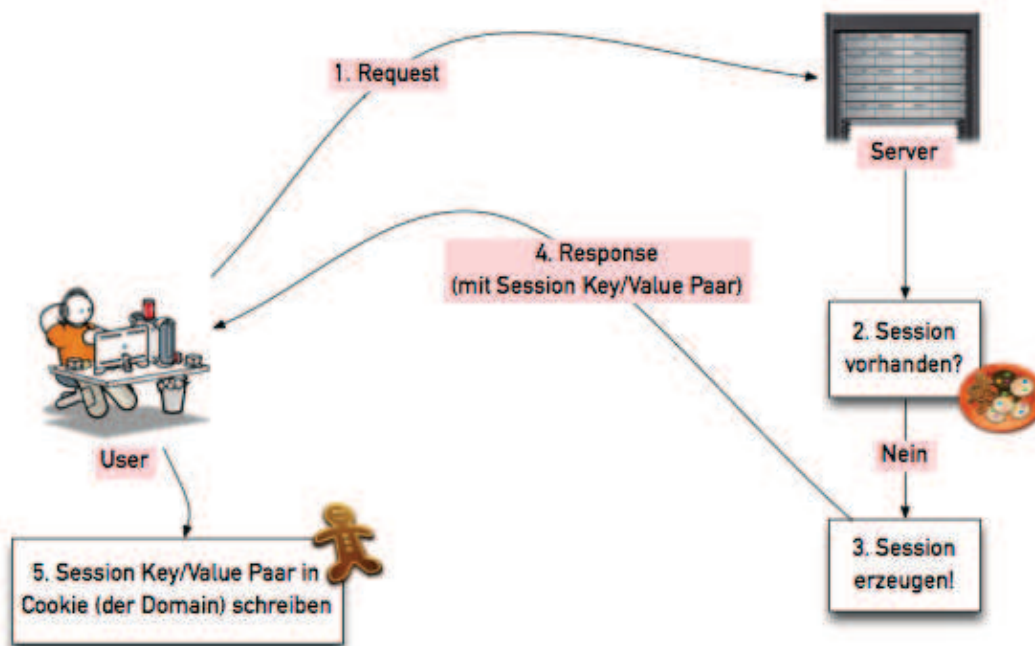 1. Request
Server
4. Response
(mit Session Key/Value Paar)
2. Session
vorhanden?
Nein
User
3. Session
erzeugen!
5. Session Key/Value Paar in
Cookie (der Domain) schreiben